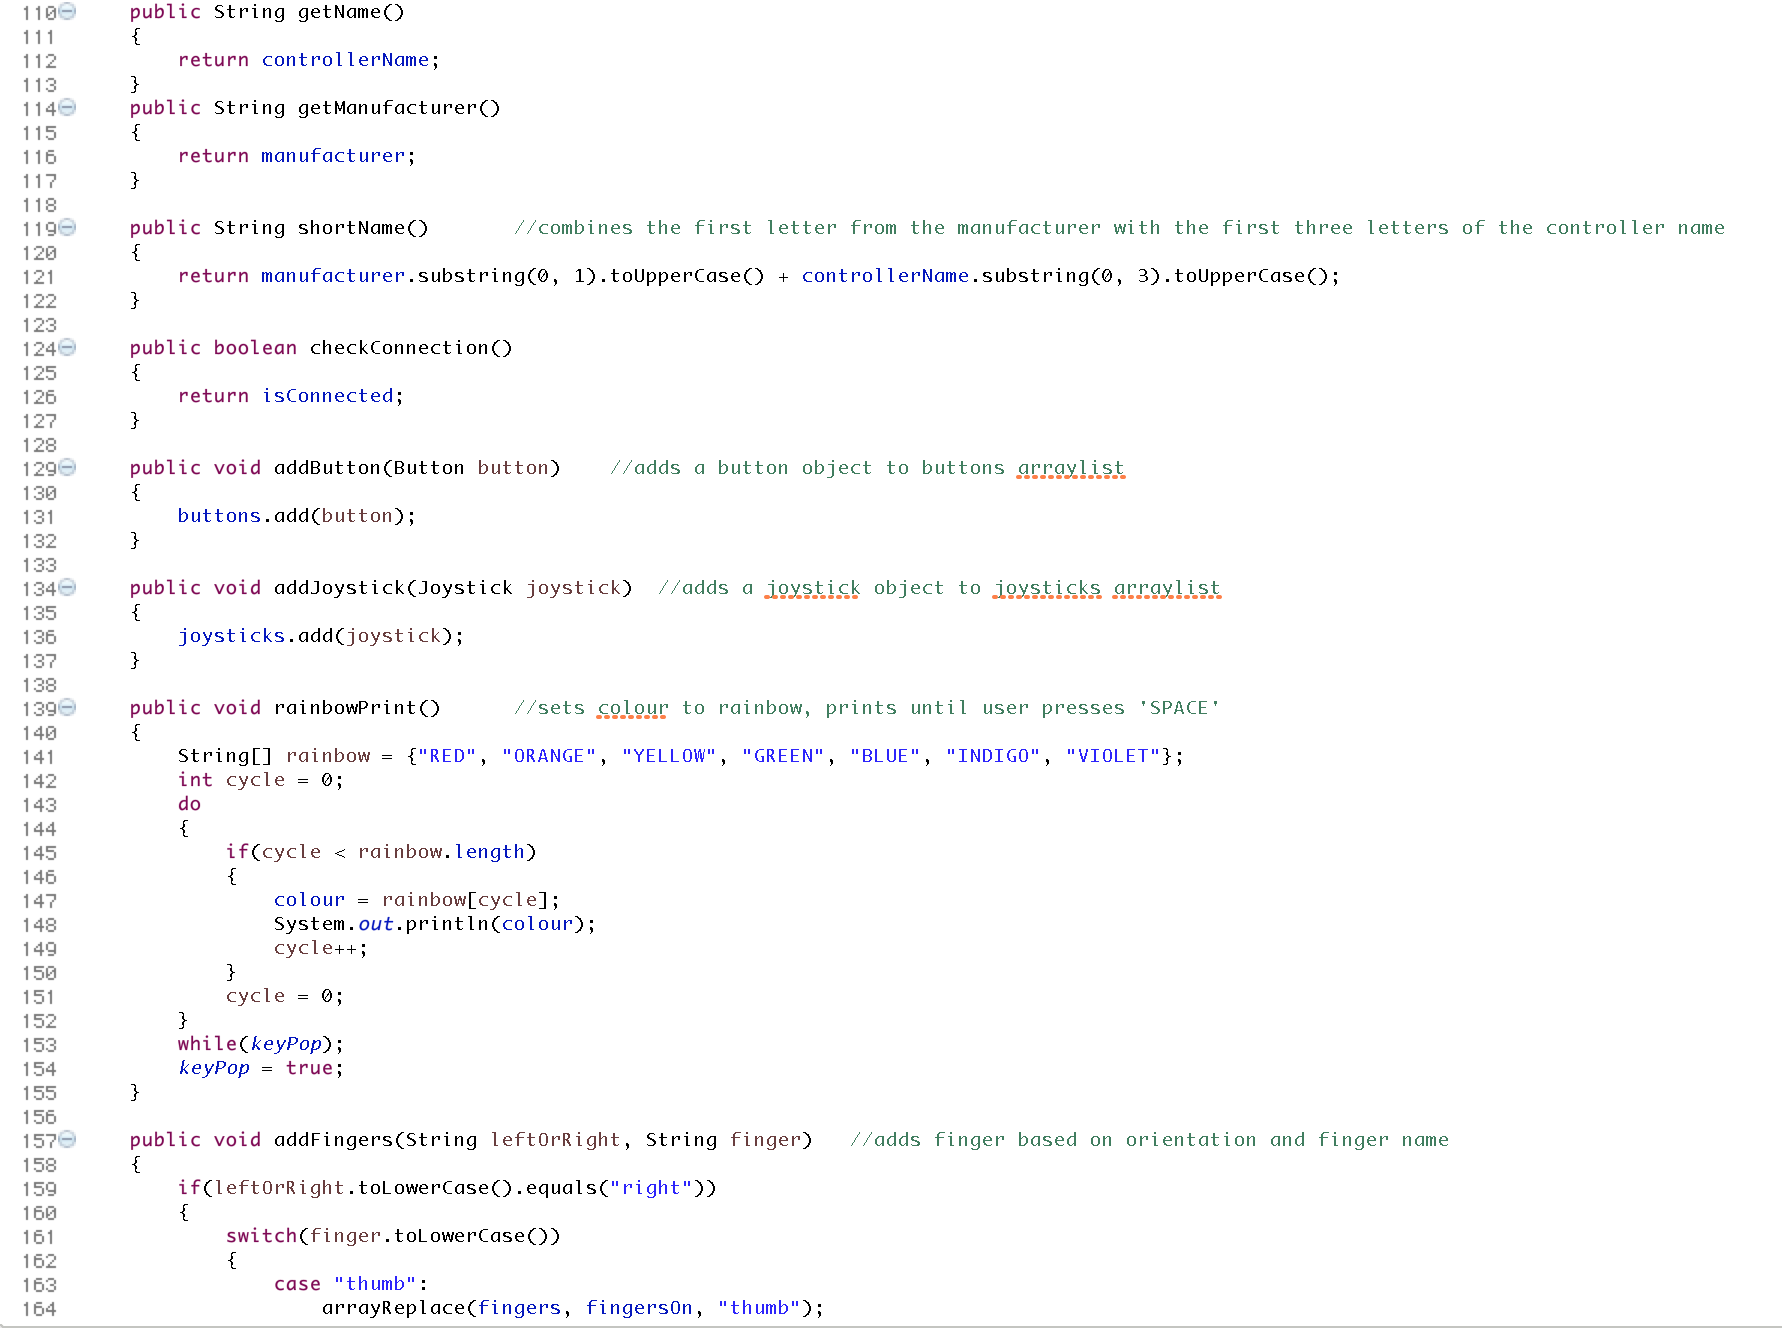 110 public String getName()
111 {
112 return controllerName;
113 }
114 public String getManufacturer()
115 {
116 return manufacturer;
117 }
118
119 public String shortName() //combines the first letter from the manufacturer with the first three letters of the controller name
120 {
121 return manufacturer.substring(0, 1).toUpperCase() + controllerName.substring(0, 3).toUpperCase();
122 }
123
124 public boolean checkConnection()
125 {
126 return isConnected;
127 }
128
129 public void addButton(Button button) //adds a button object to buttons arraylist
130 {
131 buttons.add(button);
132 }
133
134 public void addJoystick(Joystick joystick) //adds a joystick object to joysticks arraylist
135 {
136 joysticks.add(joystick);
137 }
138
139 public void rainbowPrint() //sets colour to rainbow, prints until user presses 'SPACE'
140 {
141 String[] rainbow = {"RED", "ORANGE", "YELLOW", "GREEN", "BLUE", "INDIGO", "VIOLET"};
142 int cycle = 0;
143 do
144 {
145 if(cycle < rainbow.length)
146 {
147 colour = rainbow[cycle];
148 System.out.println(colour);
149 cycle++;
150 }
151 cycle = 0;
152 }
153 while(keyPop);
154 keyPop = true;
155 }
156
157 public void addFingers(String leftOrRight, String finger) //adds finger based on orientation and finger name
158 {
159 if(leftOrRight.toLowerCase().equals("right"))
160 {
161 switch(finger.toLowerCase())
162 {
163 case "thumb":
164 arrayReplace(fingers, fingersOn, "thumb");